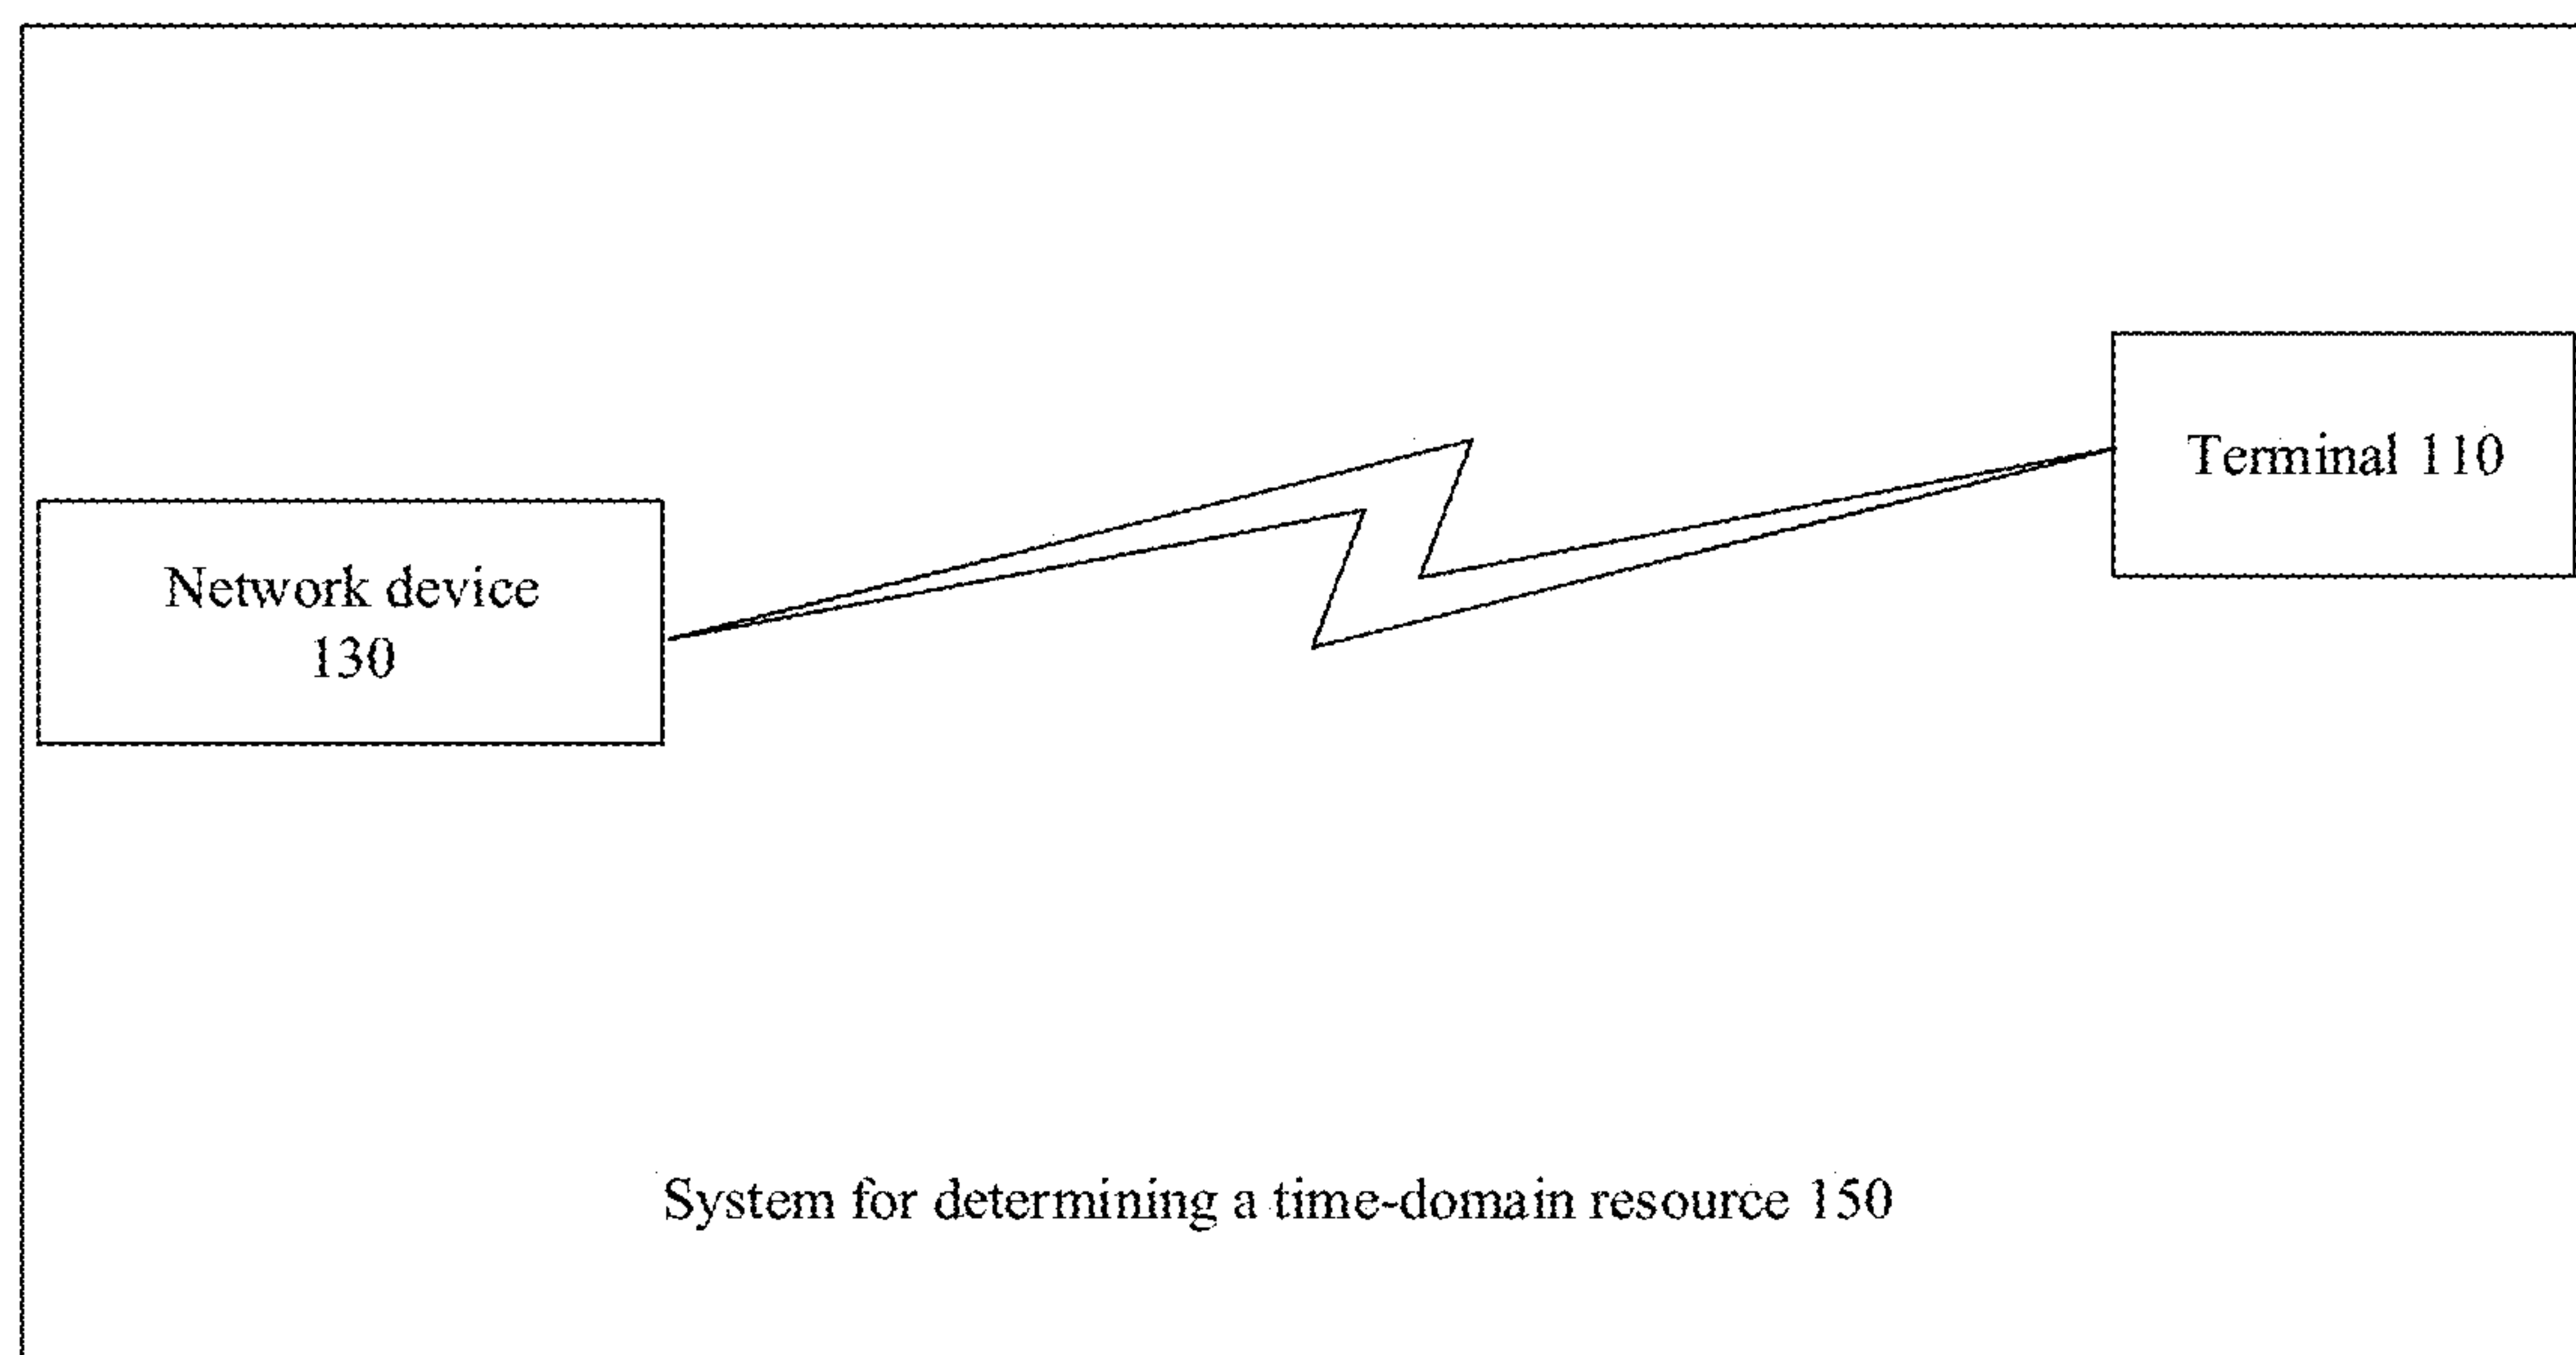 Terminal 110
Network device
130
System for determining a time-domain resource 150